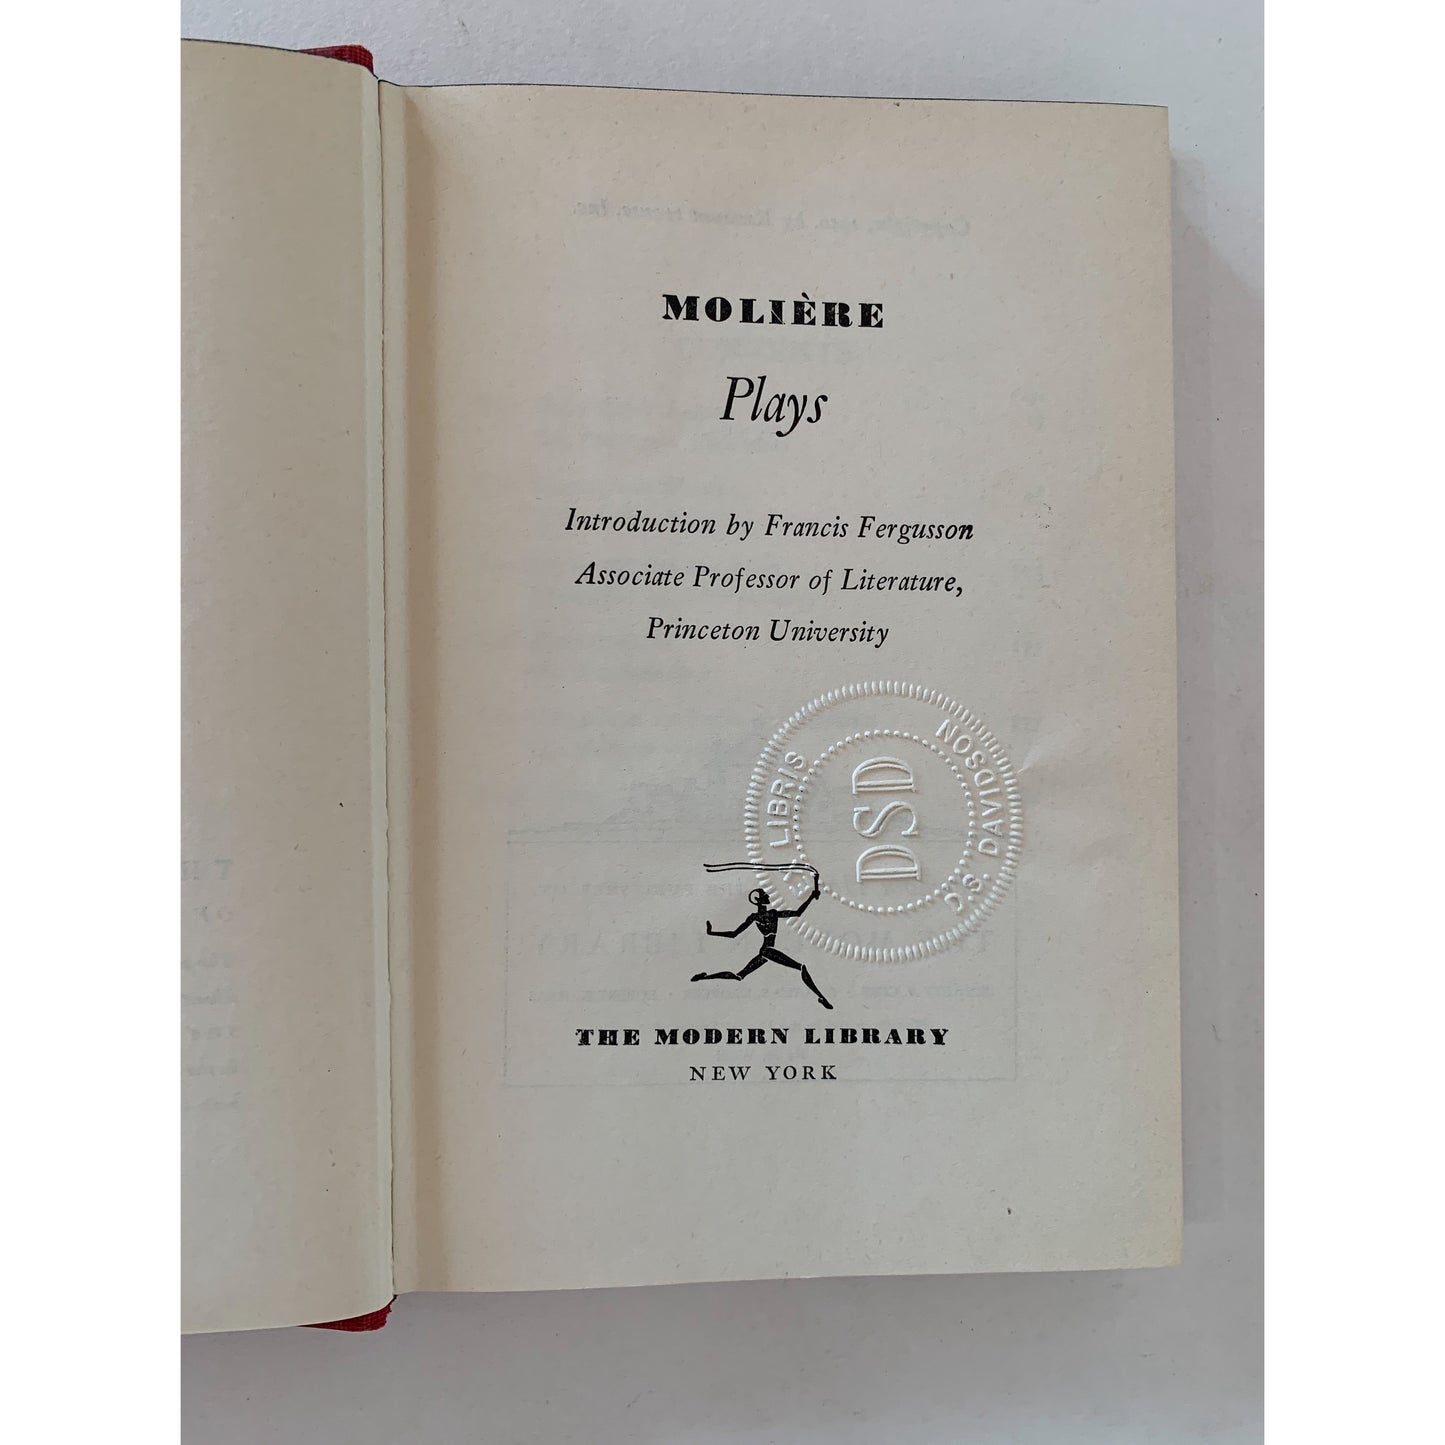 MOLIÈRE
Plays
Introduction by Francis Fergusson
Associate Professor of Literature,
Princeton University
EX LIBRIS
DSD
D.S. DAVIDSON
THE MODERN LIBRARY
NEW YORK